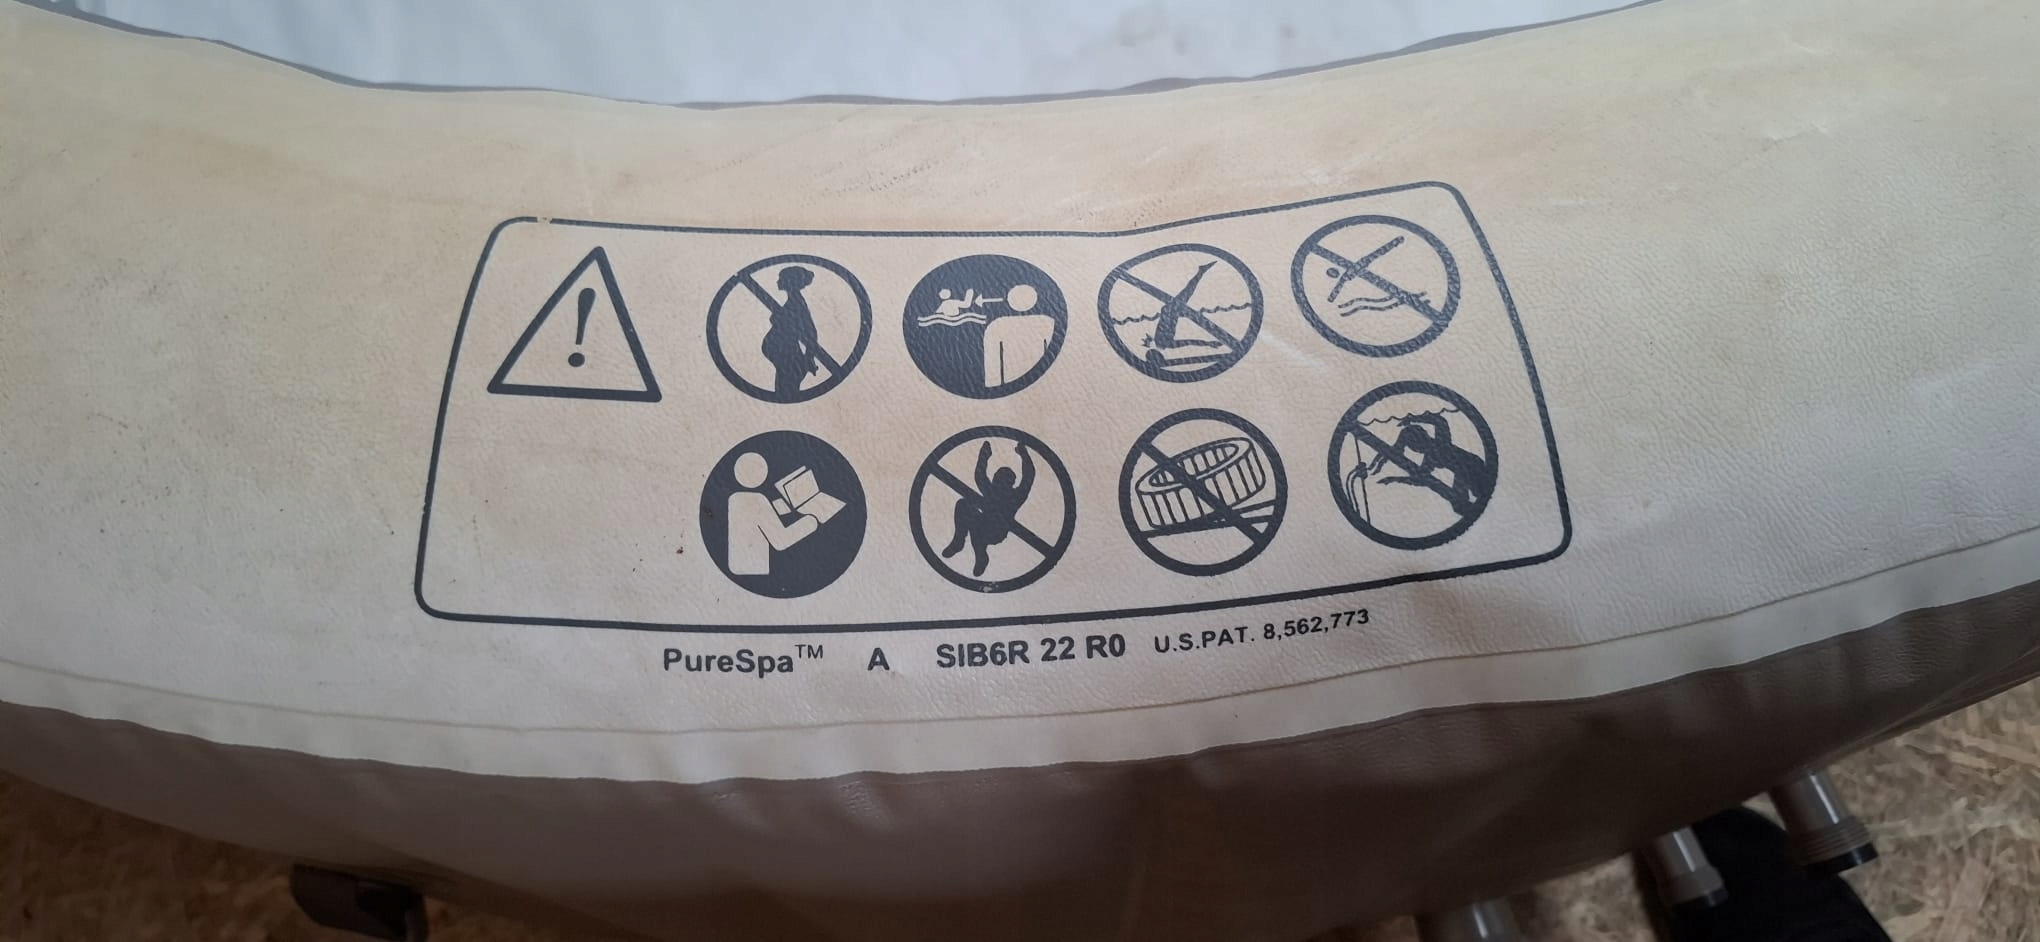 PureSpa™ A SIB6R 22 R0 U.S.PAT. 8,562,773